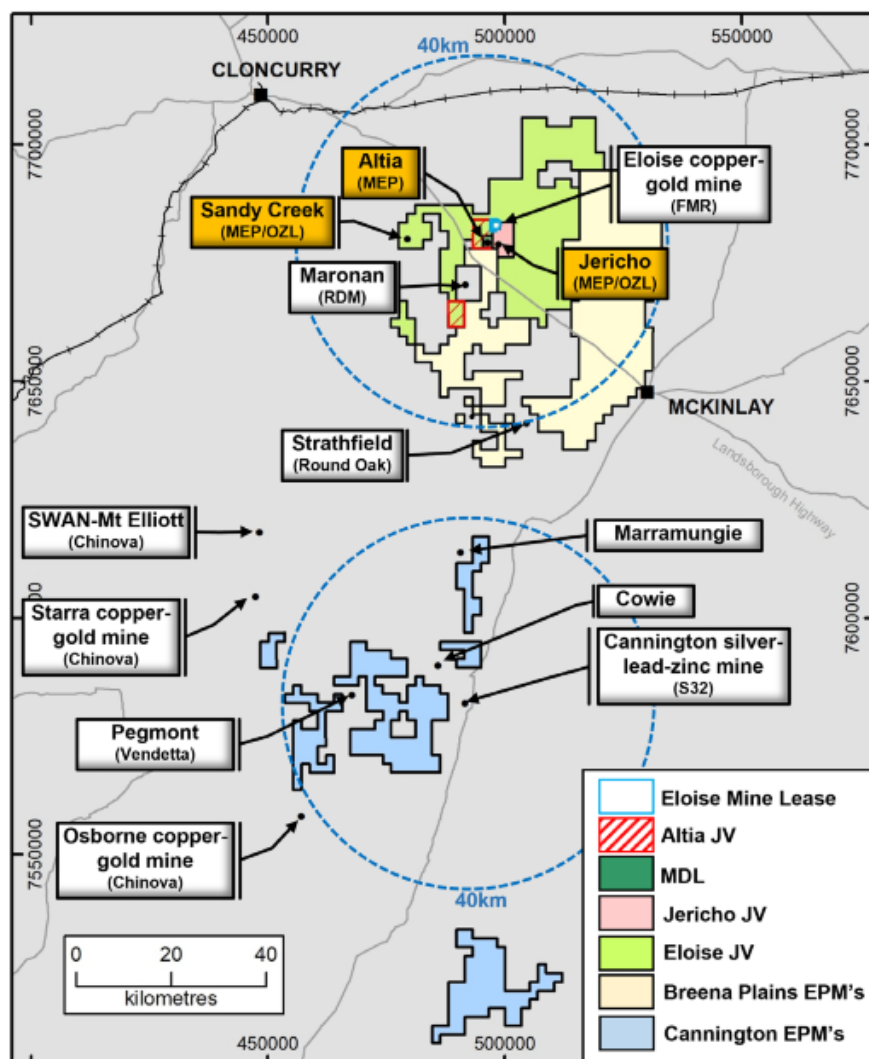 450000
500000
550000
40km
CLONCURRY
7700000
7700000
Altia
(MEP)
Eloise copper-
gold mine
(FMR)
Sandy Creek
(MEP/OZL)
Jericho
(MEP/OZL)
Maronan
(RDM)
7650000
7650000
MCKINLAY
Strathfield
(Round Oak)
Landsborough Highway
SWAN-Mt Elliott
(Chinova)
Marramungie
Starra copper-
gold mine
(Chinova)
Cowie
7600000
7600000
Cannington silver-
lead-zinc mine
(S32)
Pegmont
(Vendetta)
Osborne copper-
gold mine
(Chinova)
7550000
40km
Eloise Mine Lease
Altia JV
MDL
Jericho JV
Eloise JV
Breena Plains EPM's
Cannington EPM's
0 20 40
kilometres
450000
500000